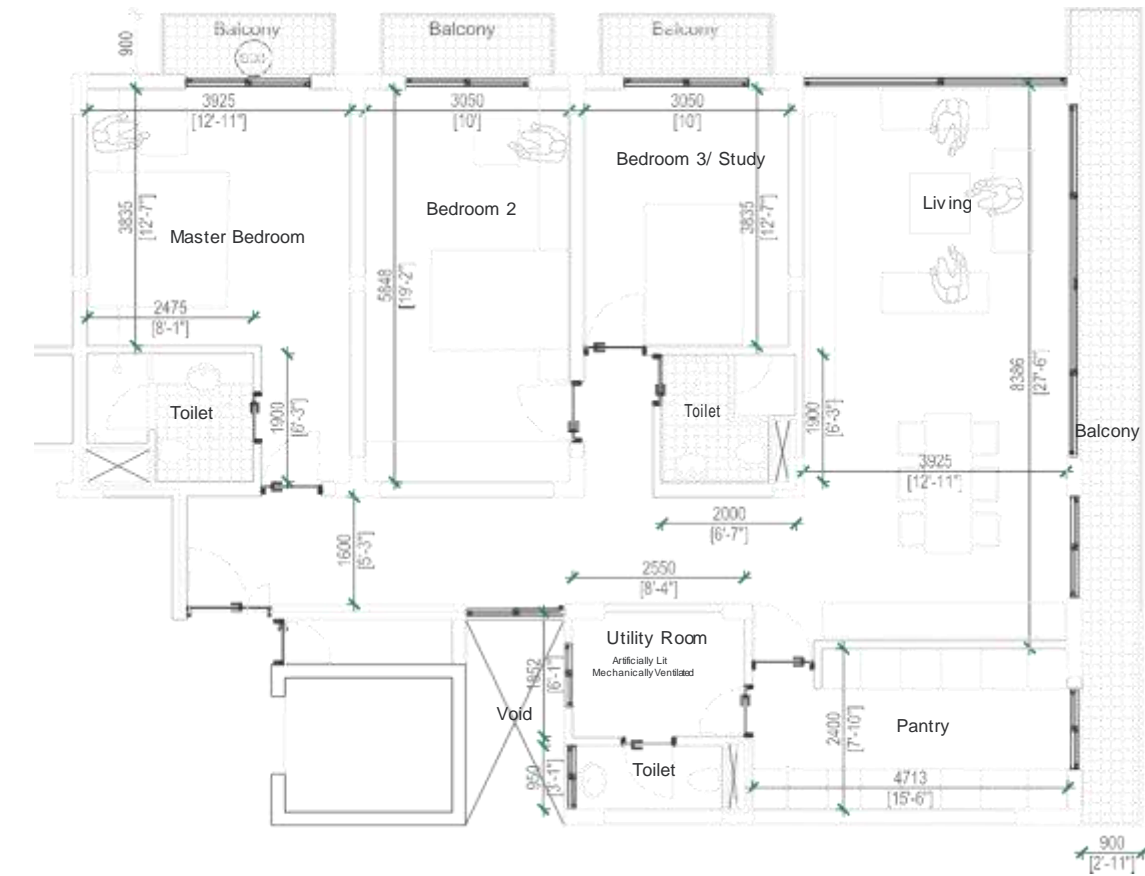 Balcony
Balcony
Balcony
900
900
3925
[12'-11"]
3050
[10']
3050
[10']
Bedroom 3/ Study
Living
Bedroom 2
Master Bedroom
3835
[12'-7"]
3835
[12'-7"]
5848
[19'-2"]
2475
[8'-1"]
8386
[27'-6"]
Toilet
Toilet
1900
[6'-3"]
1900
[6'-3"]
Balcony
3925
[12'-11"]
2000
[6'-7"]
1600
[5'-3"]
2550
[8'-4"]
Utility Room
Artificially Lit
Mechanically Ventilated
1852
[6'-1"]
Void
Pantry
2400
[7'-10"]
Toilet
950
[3'-1"]
4713
[15'-6"]
900
[2'-11"]